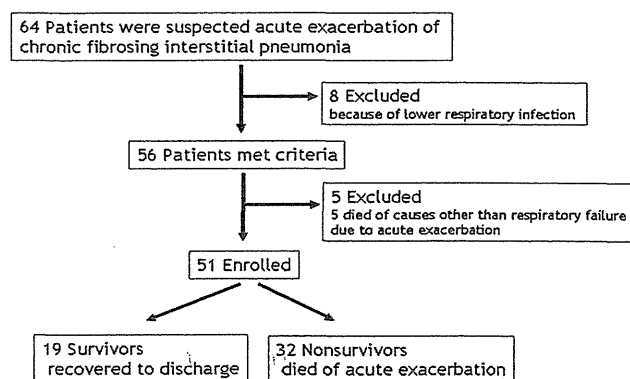 64 Patients were suspected acute exacerbation of
chronic fibrosing interstitial pneumonia
8 Excluded
because of lower respiratory infection
56 Patients met criteria
5 Excluded
5 died of causes other than respiratory failure
due to acute exacerbation
51 Enrolled
19 Survivors
recovered to discharge
32 Nonsurvivors
died of acute exacerbation